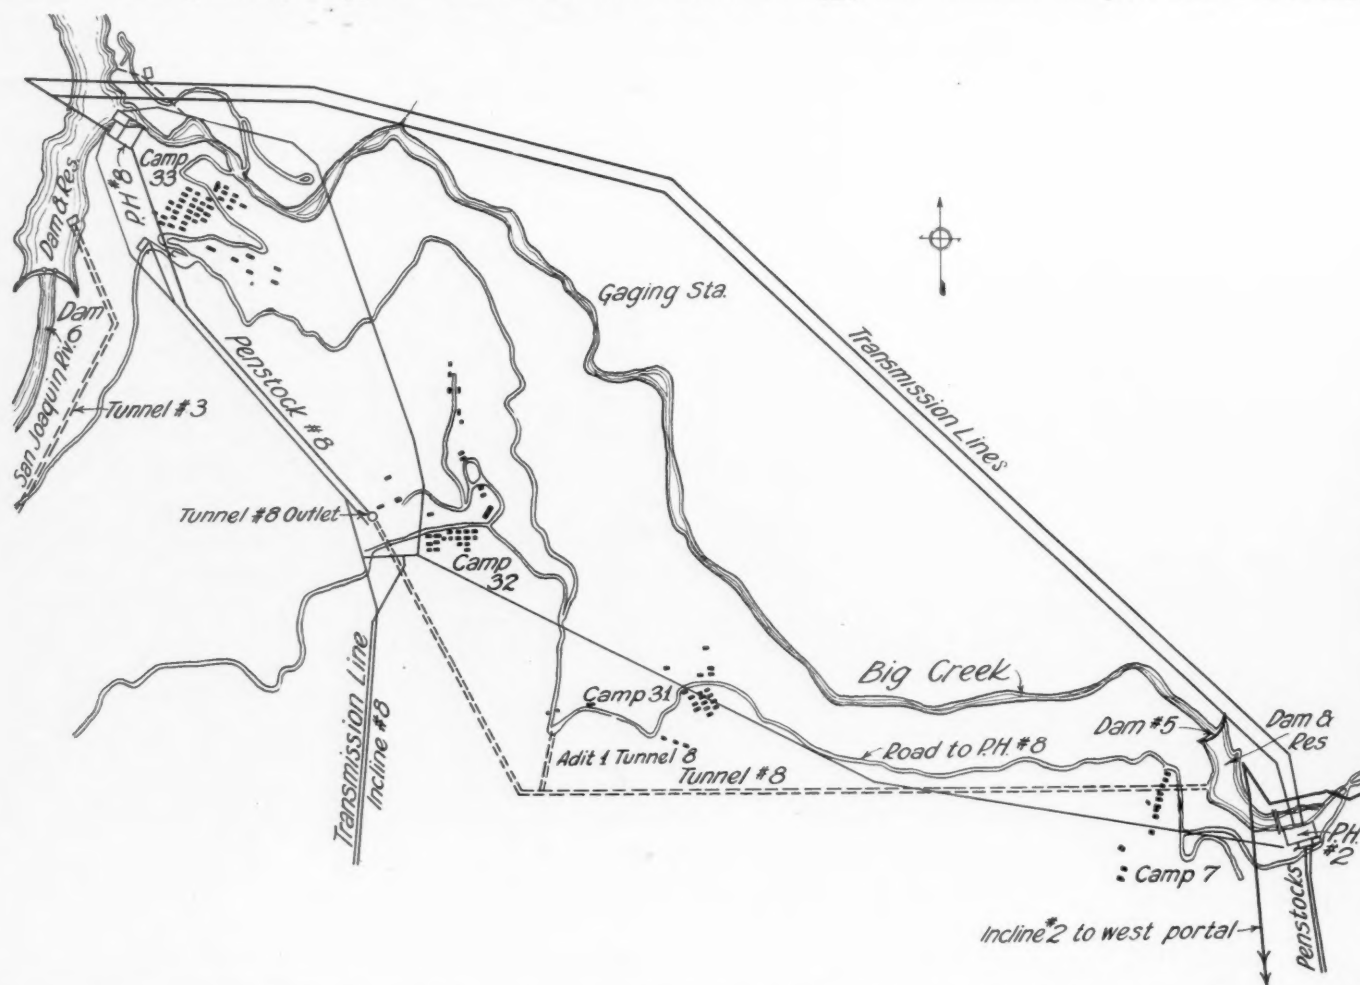 Camp
33
P.H #8
Dam & Res.
Dam
6
San Joaquin Riv.
Tunnel #3
Penstock #8
Gaging Sta.
Transmission Lines
Tunnel #8 Outlet
Camp
32
Transmission Line
Incline #8
Camp 31
Adit 1 Tunnel 8
Tunnel #8
Big Creek
Road to P.H. #8
Dam #5
Dam &
Res
P.H.
#2
Camp 7
Incline #2 to west portal
Penstocks